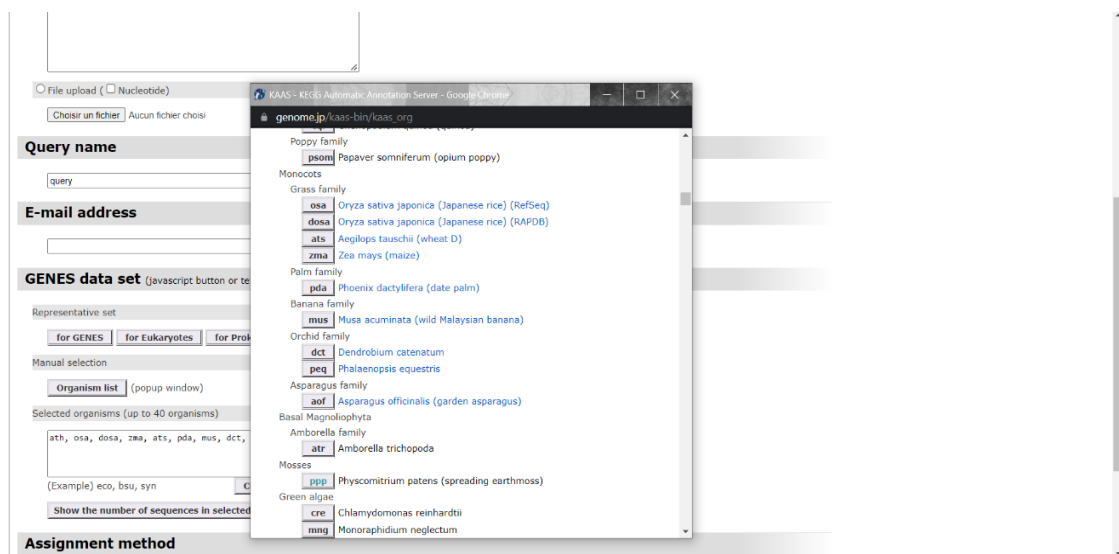 File upload ( Nucleotide)
Choisir un fichier Aucun fichier choisi
Query name
query
E-mail address
GENES data set (javascript button or te
Representative set
for GENES for Eukaryotes for Prok
Manual selection
Organism list (popup window)
Selected organisms (up to 40 organisms)
ath, osa, dosa, zma, ats, pda, mus, dct,
(Example) eco, bsu, syn C
Show the number of sequences in selected
Assignment method
KAAS - KEGG Automatic Annotation Server - Google Chrome
genome.jp/kaas-bin/kaas_org
Poppy family
psom Papaver somniferum (opium poppy)
Monocots
Grass family
osa Oryza sativa japonica (Japanese rice) (RefSeq)
dosa Oryza sativa japonica (Japanese rice) (RAPDB)
ats Aegilops tauschii (wheat D)
zma Zea mays (maize)
Palm family
pda Phoenix dactylifera (date palm)
Banana family
mus Musa acuminata (wild Malaysian banana)
Orchid family
dct Dendrobium catenatum
peq Phalaenopsis equestris
Asparagus family
aof Asparagus officinalis (garden asparagus)
Basal Magnoliophyta
Amborella family
atr Amborella trichopoda
Mosses
ppp Physcomitrium patens (spreading earthmoss)
Green algae
cre Chlamydomonas reinhardtii
mng Monoraphidium neglectum